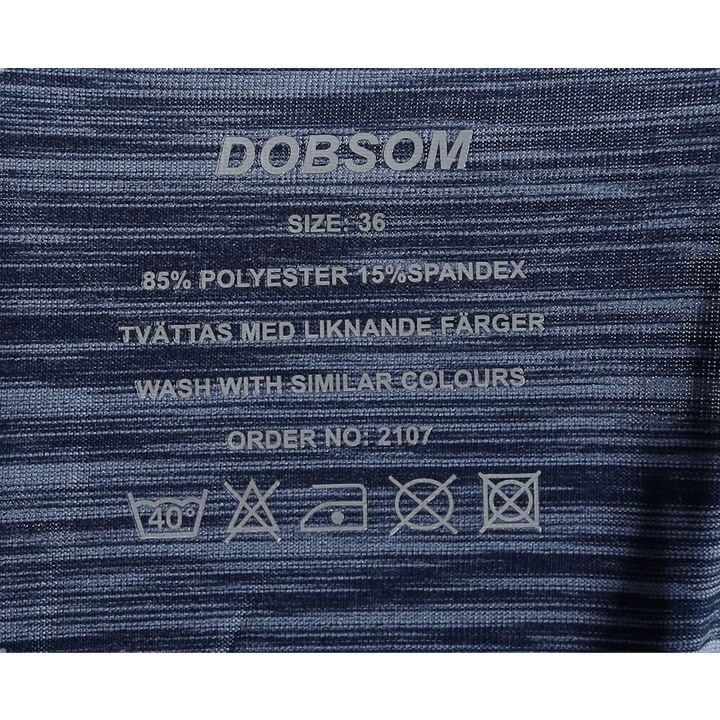 DOBSOM
SIZE: 36
85% POLYESTER 15%SPANDEX
TVÄTTAS MED LIKNANDE FÄRGER
WASH WITH SIMILAR COLOURS
ORDER NO: 2107
40°